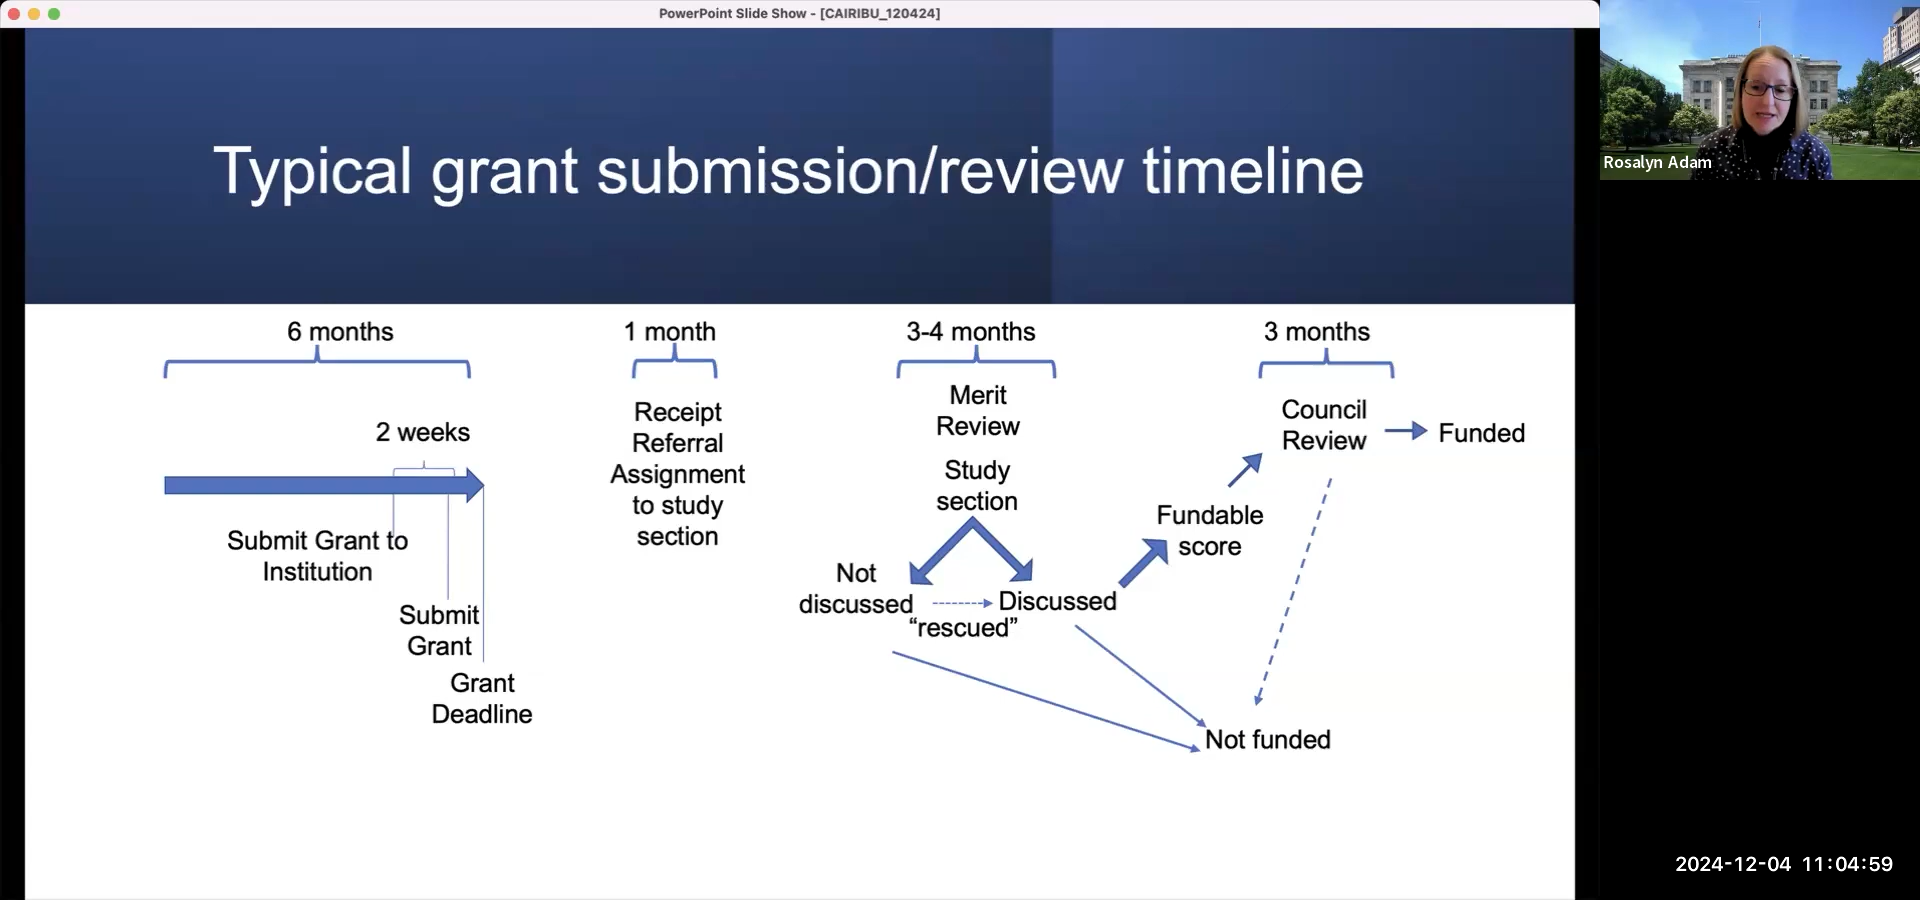 PowerPoint Slide Show - [CAIRIBU_120424]
Rosalyn Adam
Typical grant submission/review timeline
6 months
2 weeks
Submit Grant to
Institution
Submit
Grant
Grant
Deadline
1 month
Receipt
Referral
Assignment
to study
section
3-4 months
Merit
Review
Study
section
Not
discussed
“rescued”
Discussed
Fundable
score
3 months
Council
Review
Funded
Not funded
2024-12-04 11:04:59